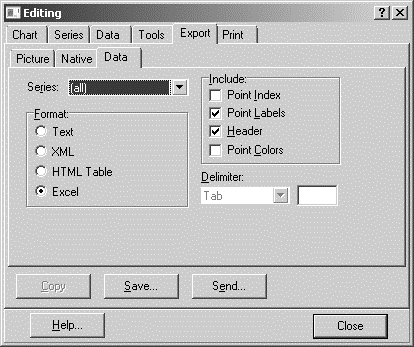 Editing
Chart Series Data Tools Export Print
Picture Native Data
Series: (all)
Format:
Text
XML
HTML Table
Excel
Include:
Point Index
Point Labels
Header
Point Colors
Delimiter:
Tab
Copy Save... Send...
Help... Close